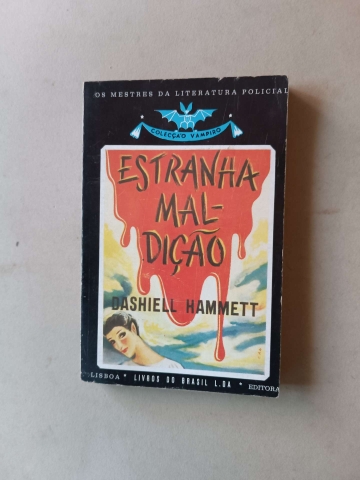 OS MESTRES DA LITERATURA POLICIAL
COLECÇÃO VAMPIRO
ESTRANHA
MAL-
DIÇÃO
DASHIELL HAMMETT
LISBOA * LIVROS DO BRASIL L.DA * EDITORA